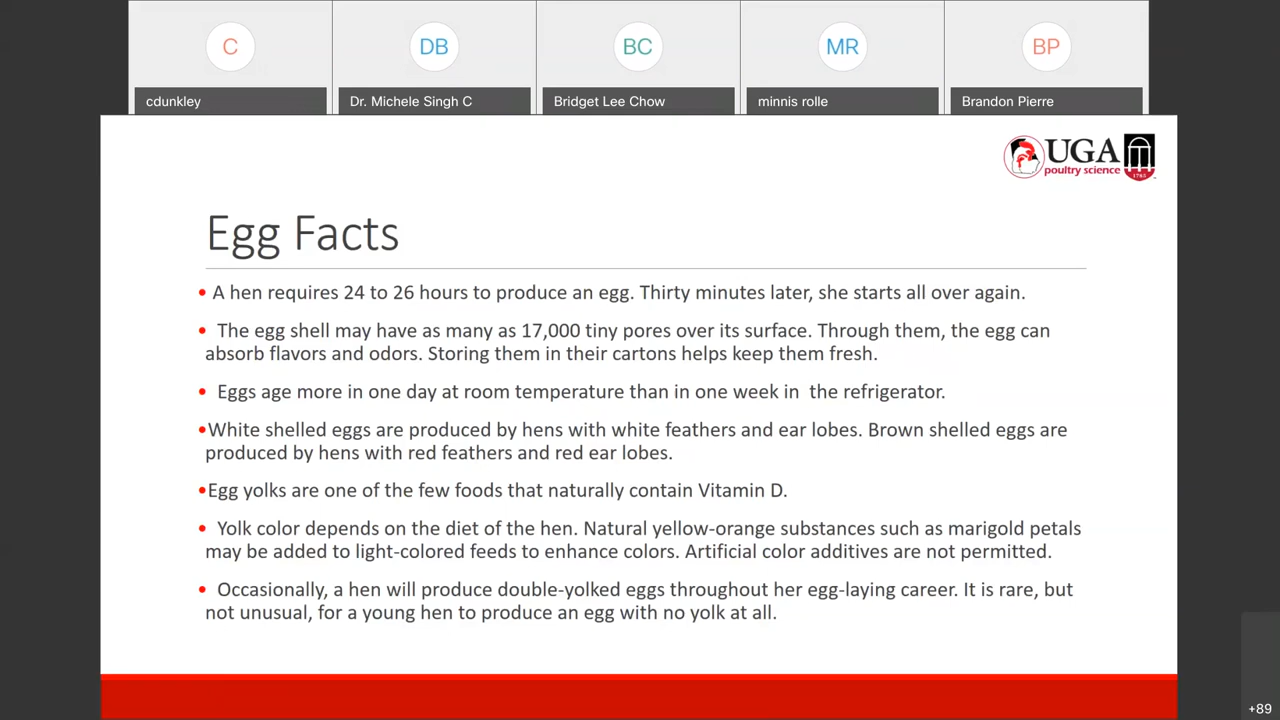 C
DB
BC
MR
BP
cdunkley
Dr. Michele Singh C
Bridget Lee Chow
minnis rolle
Brandon Pierre
UGA
poultry science
1785
Egg Facts
• A hen requires 24 to 26 hours to produce an egg. Thirty minutes later, she starts all over again.
• The egg shell may have as many as 17,000 tiny pores over its surface. Through them, the egg can
absorb flavors and odors. Storing them in their cartons helps keep them fresh.
• Eggs age more in one day at room temperature than in one week in  the refrigerator.
•White shelled eggs are produced by hens with white feathers and ear lobes. Brown shelled eggs are
produced by hens with red feathers and red ear lobes.
•Egg yolks are one of the few foods that naturally contain Vitamin D.
• Yolk color depends on the diet of the hen. Natural yellow-orange substances such as marigold petals
may be added to light-colored feeds to enhance colors. Artificial color additives are not permitted.
• Occasionally, a hen will produce double-yolked eggs throughout her egg-laying career. It is rare, but
not unusual, for a young hen to produce an egg with no yolk at all.
+89